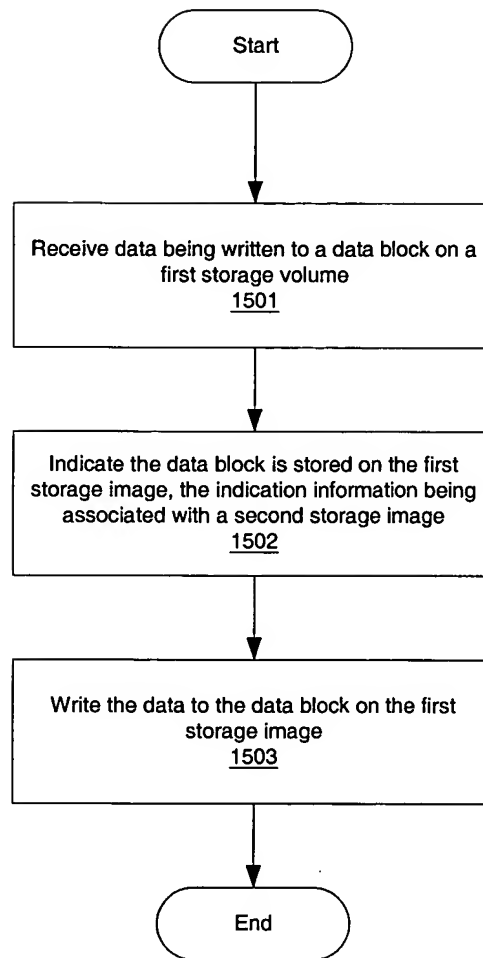 Start
Receive data being written to a data block on a
first storage volume
1501
Indicate the data block is stored on the first
storage image, the indication information being
associated with a second storage image
1502
Write the data to the data block on the first
storage image
1503
End